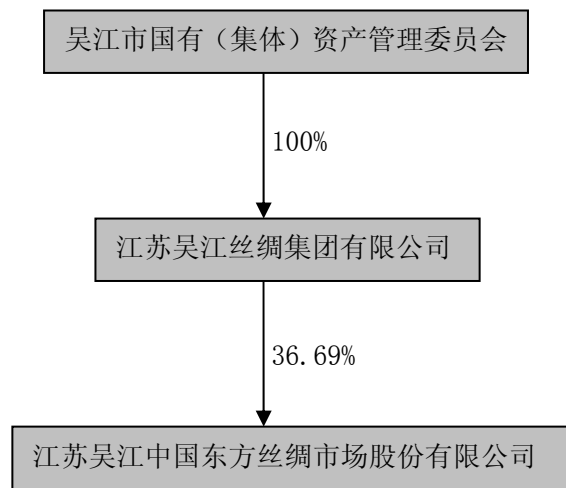 吴江市国有（集体）资产管理委员会
100%
江苏吴江丝绸集团有限公司
36.69%
江苏吴江中国东方丝绸市场股份有限公司